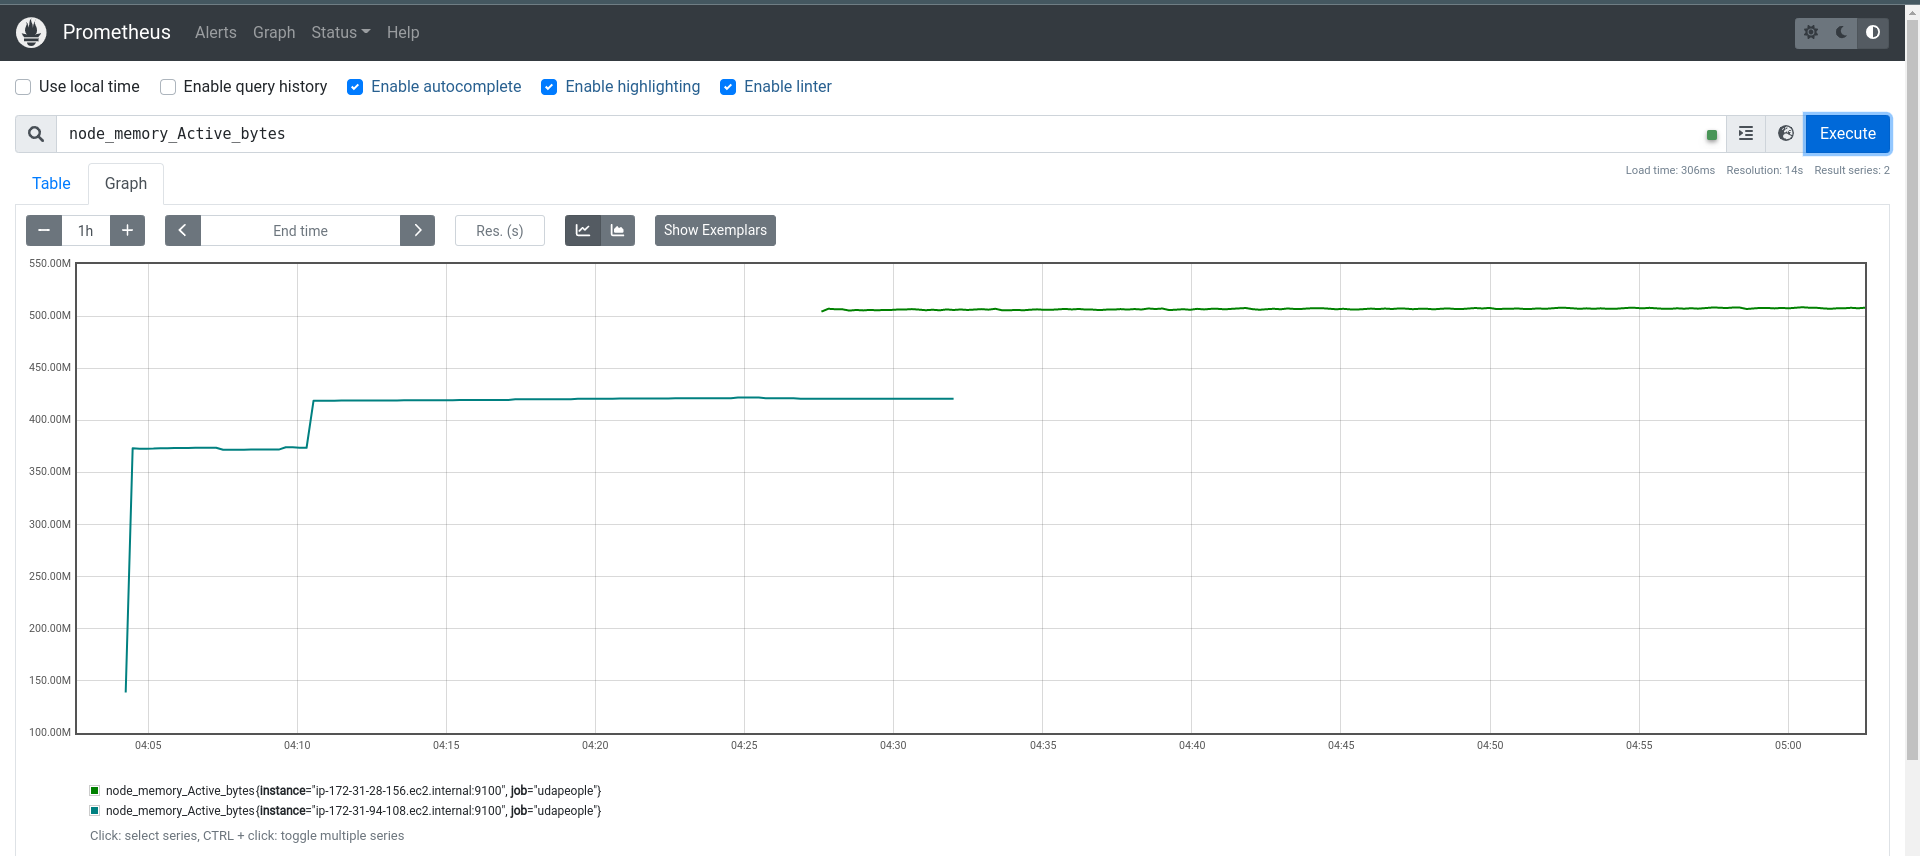 Prometheus Alerts Graph Status Help
Use local time Enable query history Enable autocomplete Enable highlighting Enable linter
node_memory_Active_bytes Execute
Load time: 306ms Resolution: 14s Result series: 2
Table Graph
1h End time Res. (s) Show Exemplars
550.00M
500.00M
450.00M
400.00M
350.00M
300.00M
250.00M
200.00M
150.00M
100.00M
04:05 04:10 04:15 04:20 04:25 04:30 04:35 04:40 04:45 04:50 04:55 05:00
node_memory_Active_bytes{instance="ip-172-31-28-156.ec2.internal:9100", job="udapeople"}
node_memory_Active_bytes{instance="ip-172-31-94-108.ec2.internal:9100", job="udapeople"}
Click: select series, CTRL + click: toggle multiple series